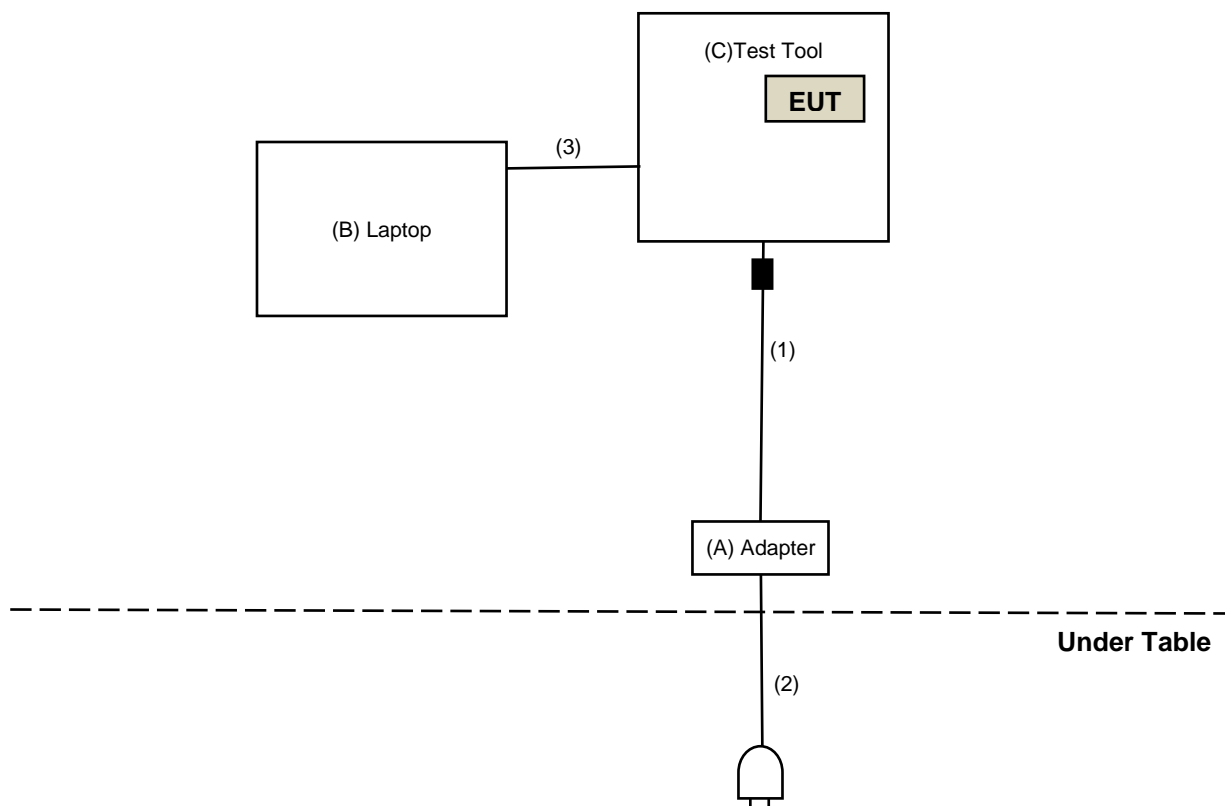 (C)Test Tool
EUT
(3)
(B) Laptop
(1)
(A) Adapter
Under Table
(2)